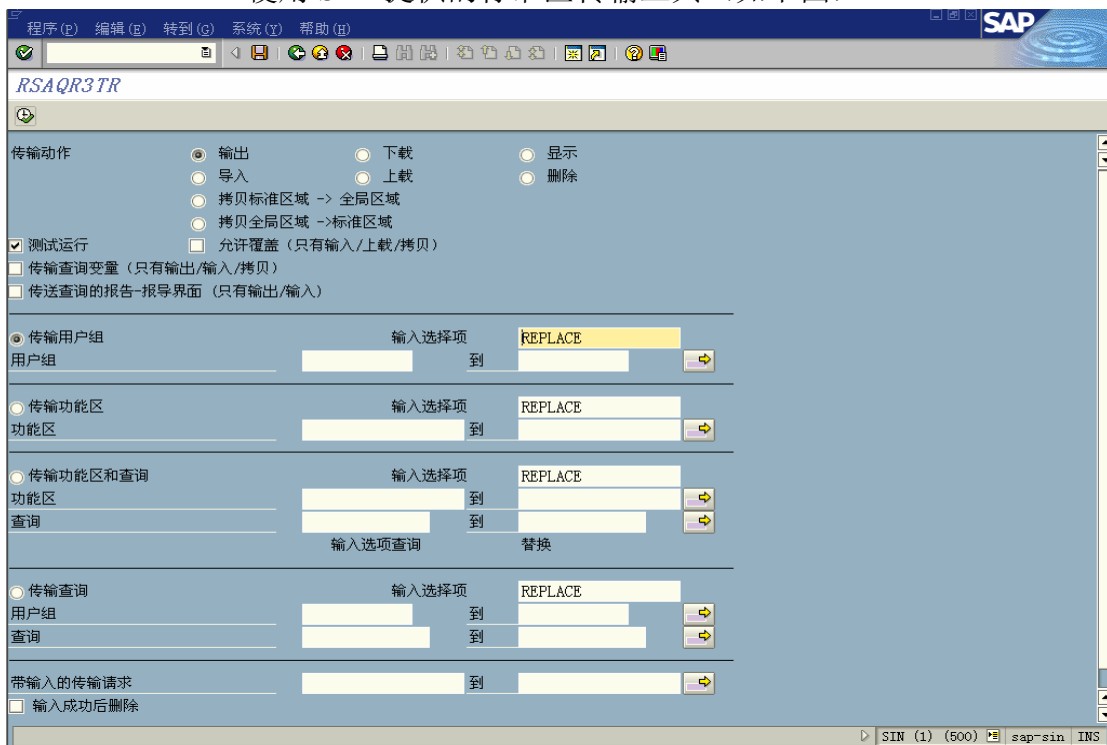 程序(P) 编辑(E) 转到(G) 系统(Y) 帮助(H)
SAP
RSAQR3TR
传输动作 输出 下载 显示
导入 上载 删除
拷贝标准区域 -> 全局区域
拷贝全局区域 ->标准区域
测试运行 允许覆盖（只有输入/上载/拷贝）
传输查询变量（只有输出/输入/拷贝）
传送查询的报告-报导界面（只有输出/输入）
传输用户组 输入选择项 REPLACE
用户组 到
传输功能区 输入选择项 REPLACE
功能区 到
传输功能区和查询 输入选择项 REPLACE
功能区 到
查询 到
输入选项查询 替换
传输查询 输入选择项 REPLACE
用户组 到
查询 到
带输入的传输请求 到
输入成功后删除
SIN (1) (500) sap-sin INS